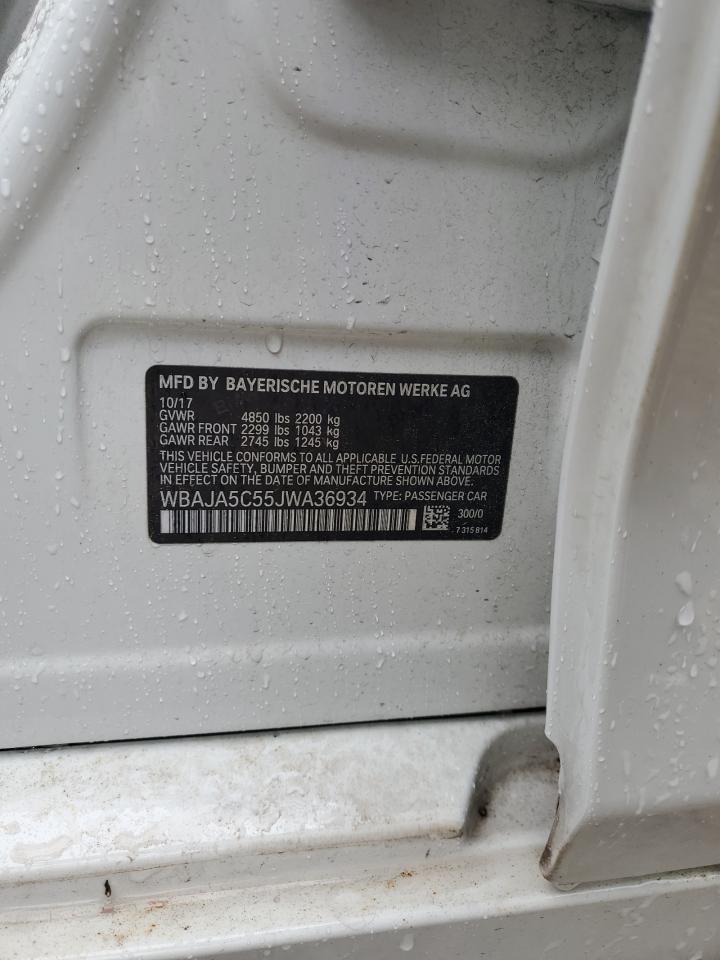 MFD BY BAYERISCHE MOTOREN WERKE AG
10/17
GVWR 4850 lbs 2200 kg
GAWR FRONT 2299 lbs 1043 kg
GAWR REAR 2745 lbs 1245 kg
THIS VEHICLE CONFORMS TO ALL APPLICABLE U.S.FEDERAL MOTOR
VEHICLE SAFETY, BUMPER AND THEFT PREVENTION STANDARDS
IN EFFECT ON THE DATE OF MANUFACTURE SHOWN ABOVE.
WBAJA5C55JWA36934 TYPE: PASSENGER CAR
300/0
7 315 814